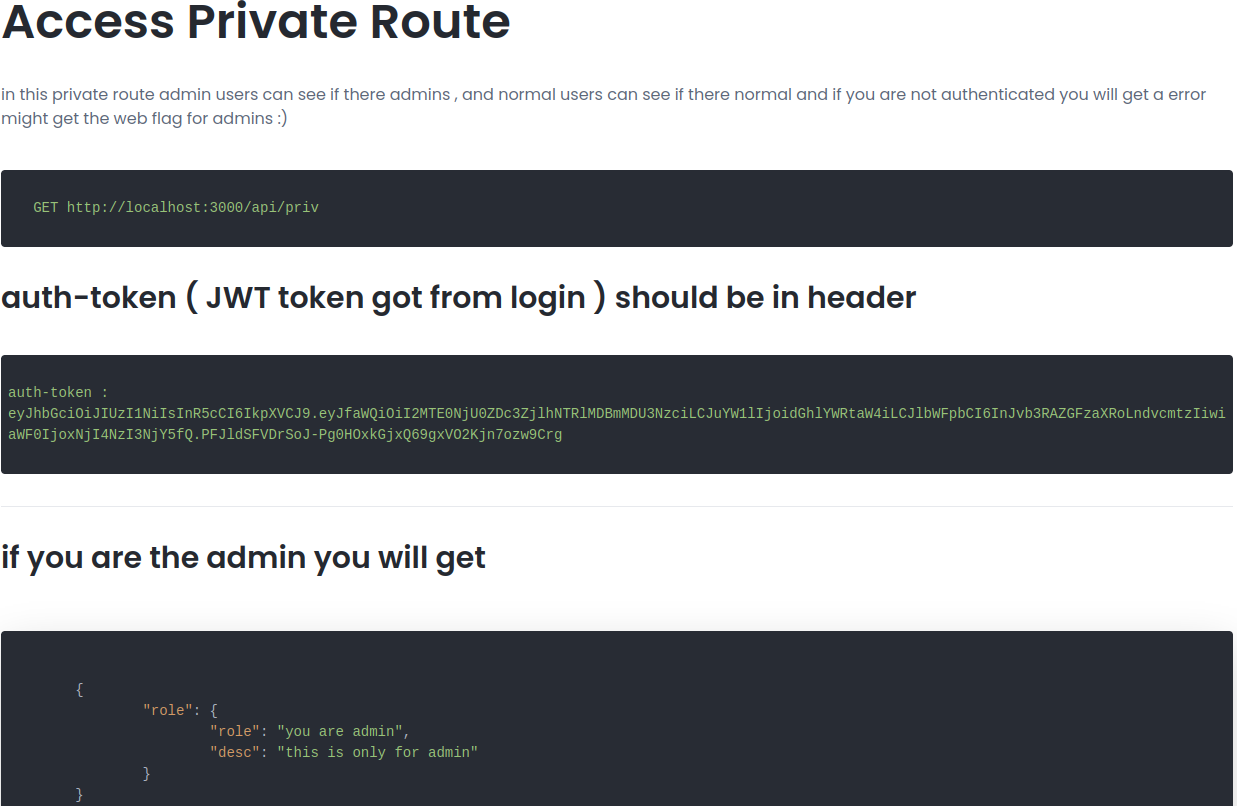 Access Private Route
in this private route admin users can see if there admins , and normal users can see if there normal and if you are not authenticated you will get a error
might get the web flag for admins :)
GET http://localhost:3000/api/priv
auth-token ( JWT token got from login ) should be in header
auth-token :
eyJhbGciOiJIUzI1NiIsInR5cCI6IkpXVCJ9.eyJfaWQiOiI2MTE0NjU0ZDc3ZjlhNTRlMDBmMDU3NzciLCJuYW1lIjoidGhlYWRtaW4iLCJlbWFpbCI6InJvb3RAZGFzaXRoLndvcmtzIiwi
aWF0IjoxNjI4NzI3NjY5fQ.PFJldSFVDrSoJ-Pg0HOxkGjxQ69gxVO2Kjn7ozw9Crg
if you are the admin you will get
{
"role": {
"role": "you are admin",
"desc": "this is only for admin"
}
}